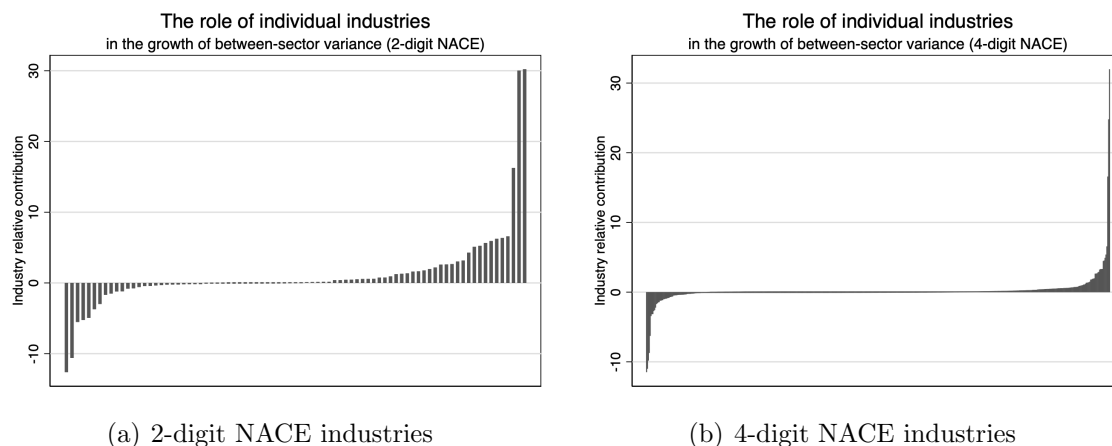 The role of individual industries
in the growth of between-sector variance (2-digit NACE)
Industry relative contribution
30
20
10
0
-10
(a) 2-digit NACE industries
The role of individual industries
in the growth of between-sector variance (4-digit NACE)
Industry relative contribution
30
20
10
0
-10
(b) 4-digit NACE industries